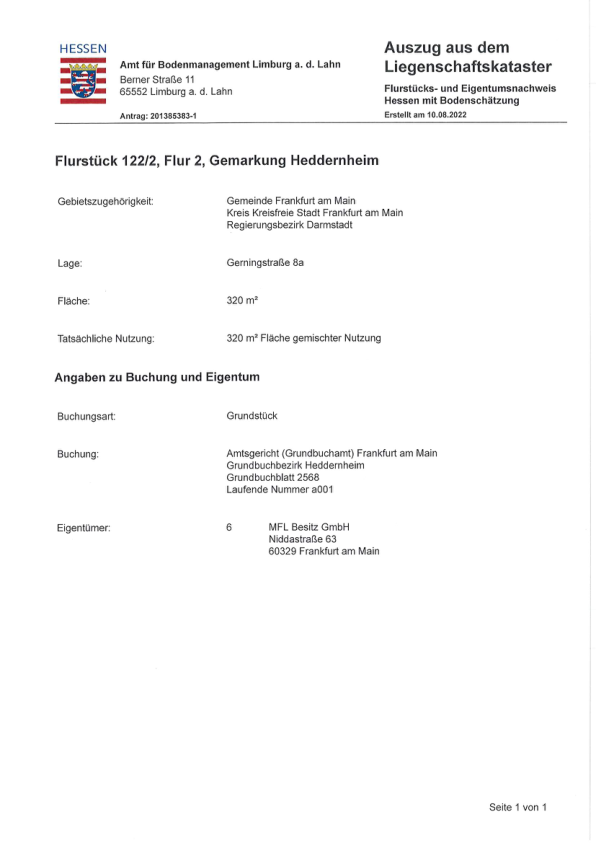 HESSEN
Amt für Bodenmanagement Limburg a. d. Lahn
Berner Straße 11
65552 Limburg a. d. Lahn
Antrag: 201385383-1
Auszug aus dem
Liegenschaftskataster
Flurstücks- und Eigentumsnachweis
Hessen mit Bodenschätzung
Erstellt am 10.08.2022
Flurstück 122/2, Flur 2, Gemarkung Heddernheim
Gebietszugehörigkeit: Gemeinde Frankfurt am Main
Kreis Kreisfreie Stadt Frankfurt am Main
Regierungsbezirk Darmstadt
Lage: Gerningstraße 8a
Fläche: 320 m²
Tatsächliche Nutzung: 320 m² Fläche gemischter Nutzung
Angaben zu Buchung und Eigentum
Buchungsart: Grundstück
Buchung: Amtsgericht (Grundbuchamt) Frankfurt am Main
Grundbuchbezirk Heddernheim
Grundbuchblatt 2568
Laufende Nummer a001
Eigentümer: 6 MFL Besitz GmbH
Niddastraße 63
60329 Frankfurt am Main
Seite 1 von 1